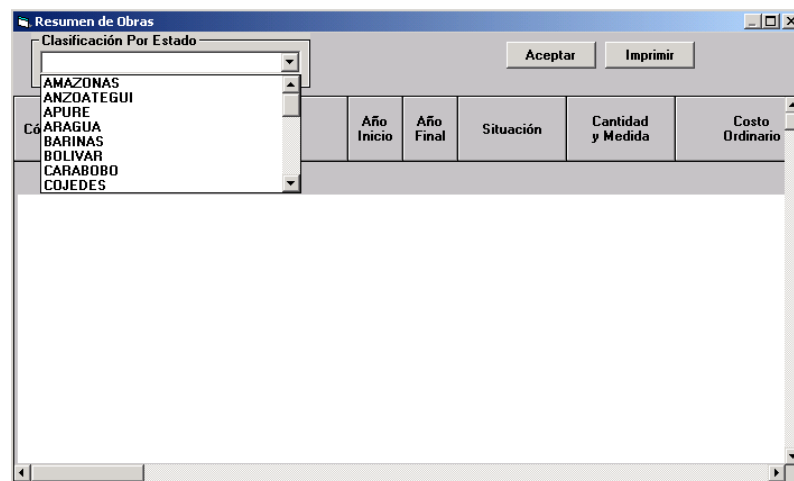 Resumen de Obras
Clasificación Por Estado
Aceptar Imprimir
AMAZONAS
ANZOATEGUI
APURE
ARAGUA
BARINAS
BOLIVAR
CARABOBO
COJEDES
Có
Año
Inicio
Año
Final
Situación
Cantidad
y Medida
Costo
Ordinario